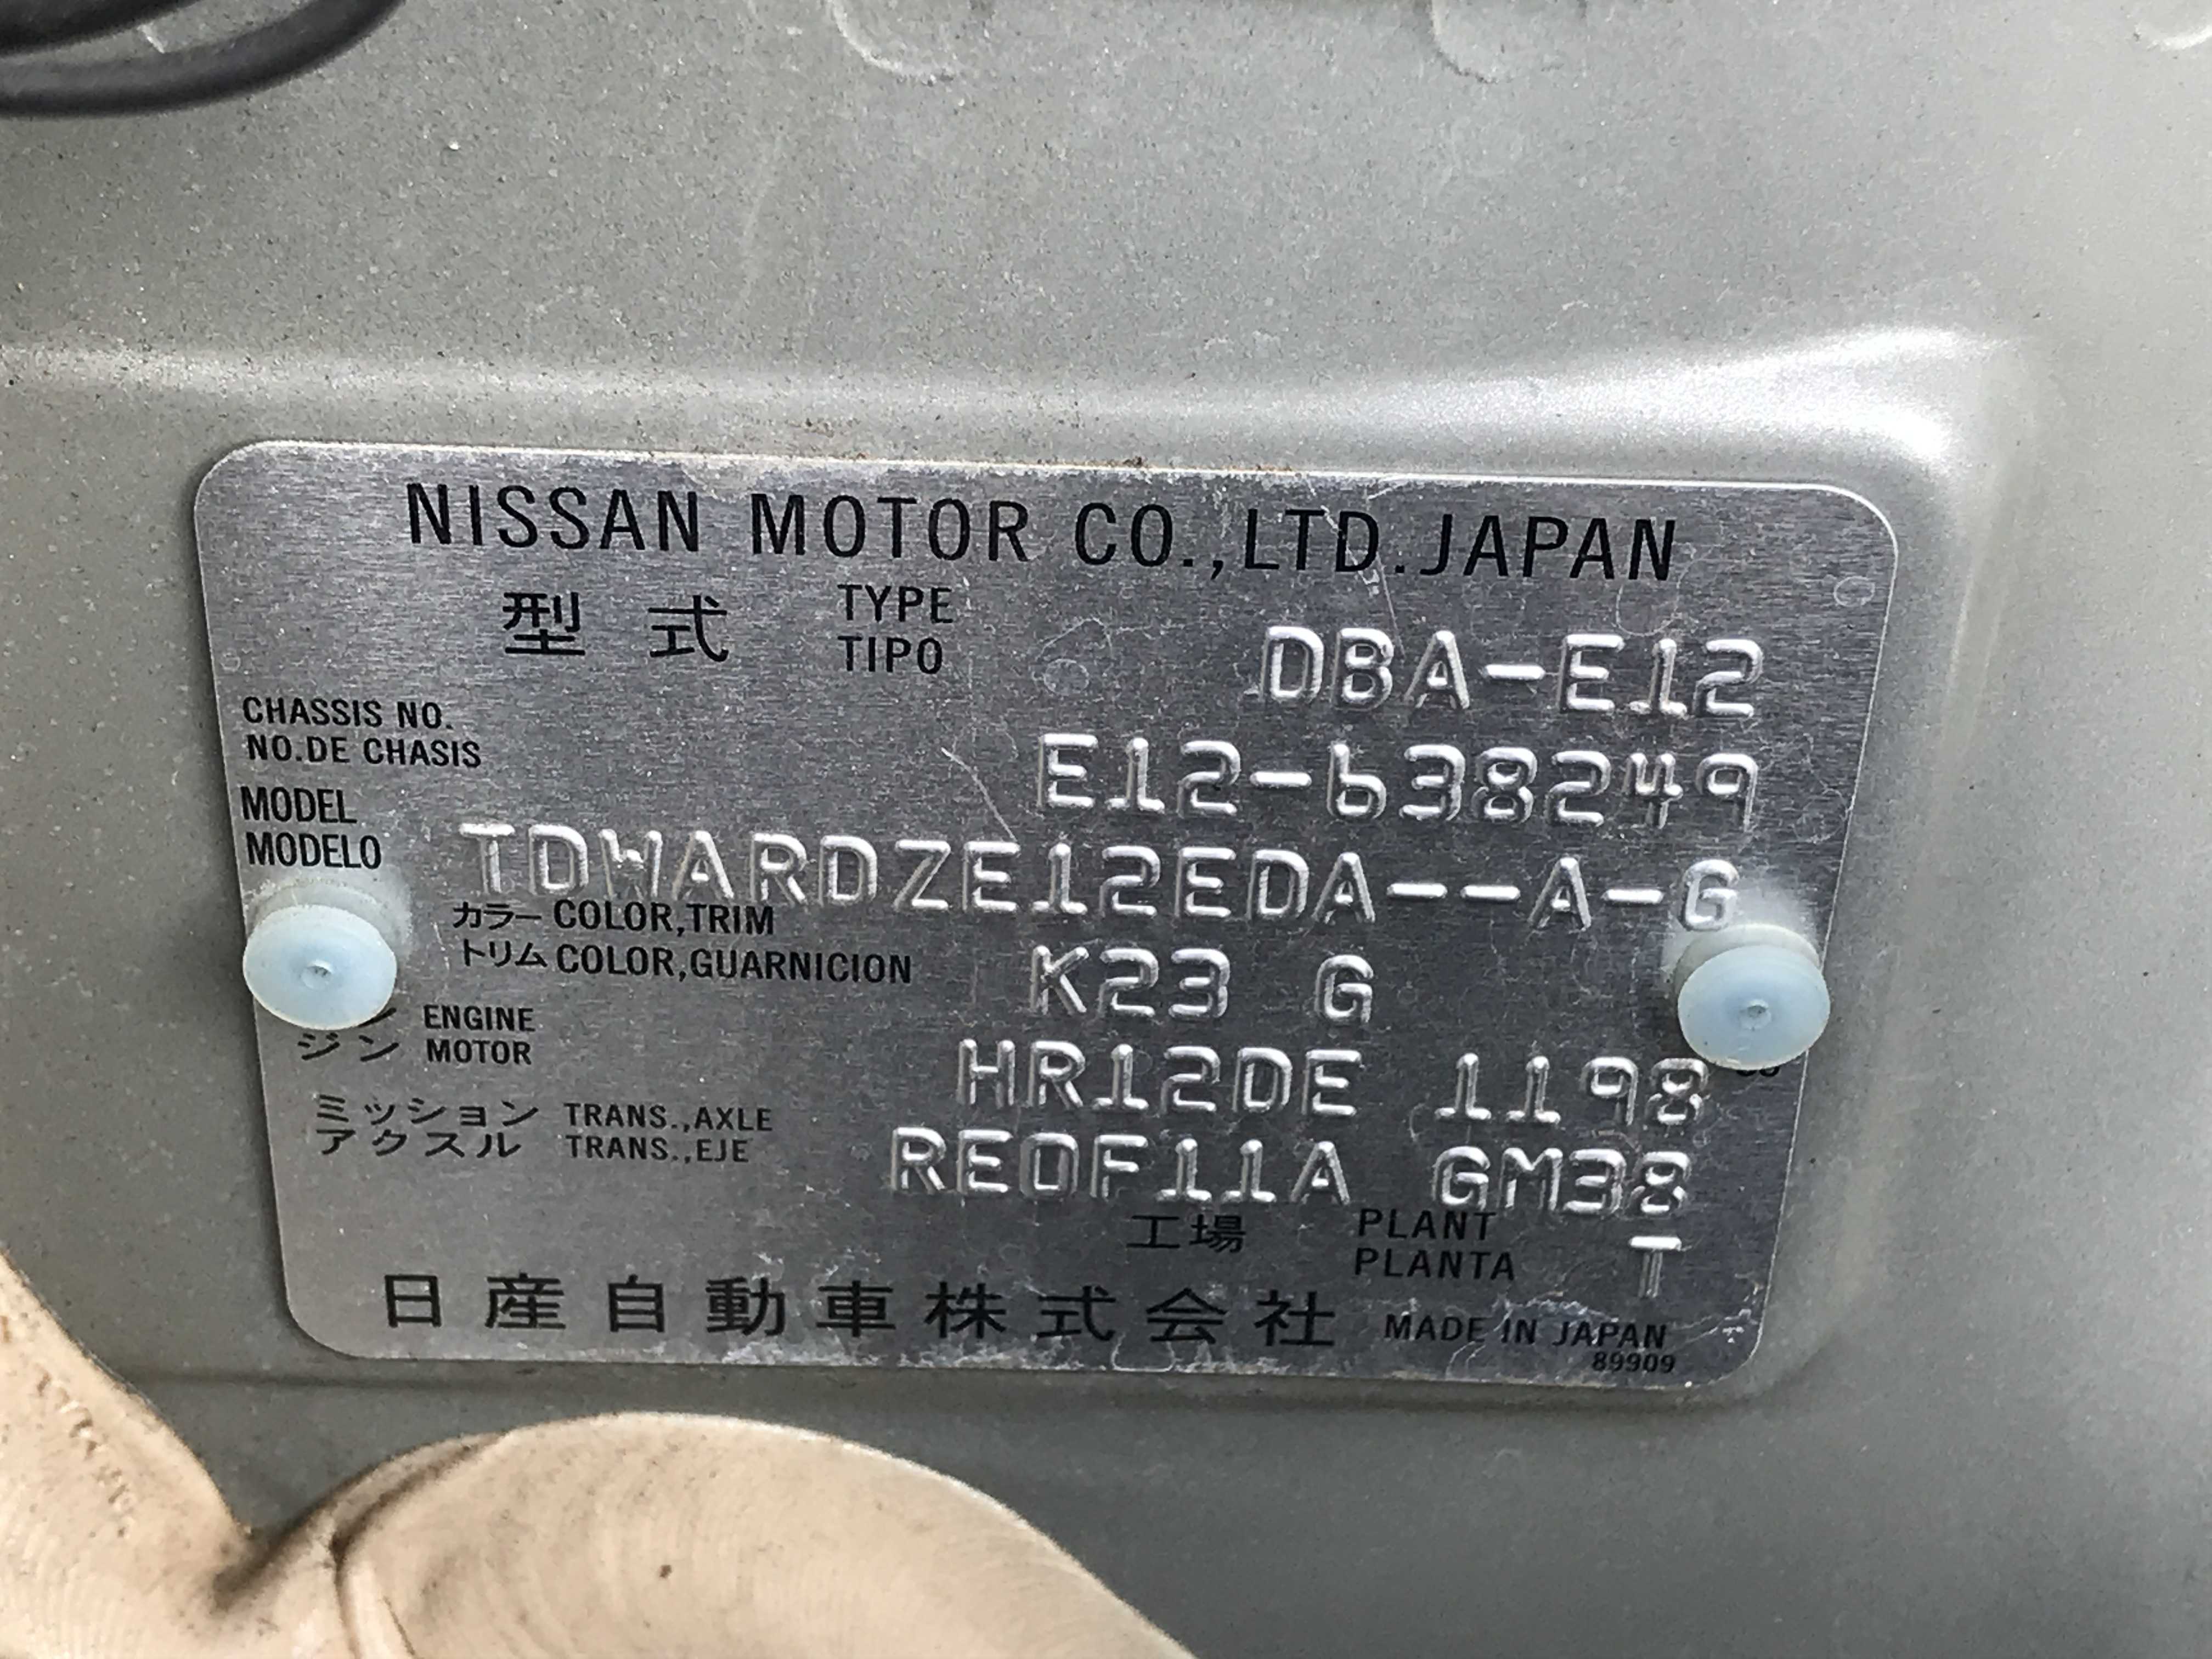 NISSAN MOTOR CO.,LTD.JAPAN
型式 TYPE
TIPO
DBA-E12
CHASSIS NO.
NO.DE CHASIS
E12-638249
MODEL
MODELO
TDWARDZE12EDA--A-G
カラー COLOR,TRIM
トリム COLOR,GUARNICION
K23 G
ン ENGINE
ジン MOTOR
HR12DE 1198
ミッション TRANS.,AXLE
アクスル TRANS.,EJE
RE0F11A GM38
工場 PLANT
PLANTA
T
日産自動車株式会社 MADE IN JAPAN
89909